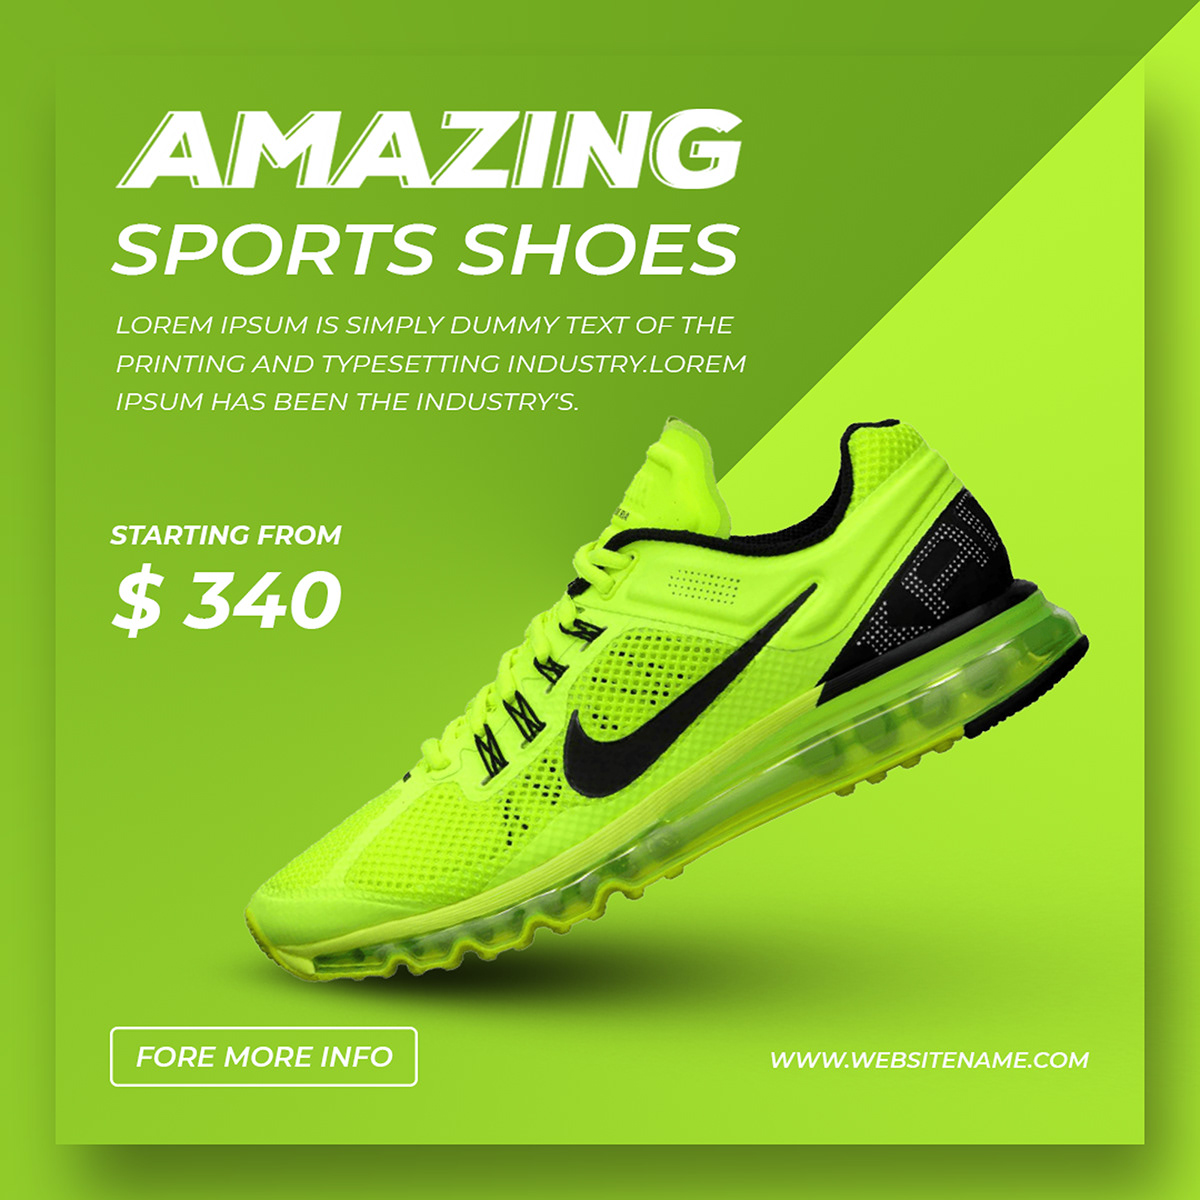 AMAZING
SPORTS SHOES
LOREM IPSUM IS SIMPLY DUMMY TEXT OF THE
PRINTING AND TYPESETTING INDUSTRY.LOREM
IPSUM HAS BEEN THE INDUSTRY'S.
STARTING FROM
$ 340
FORE MORE INFO
WWW.WEBSITENAME.COM